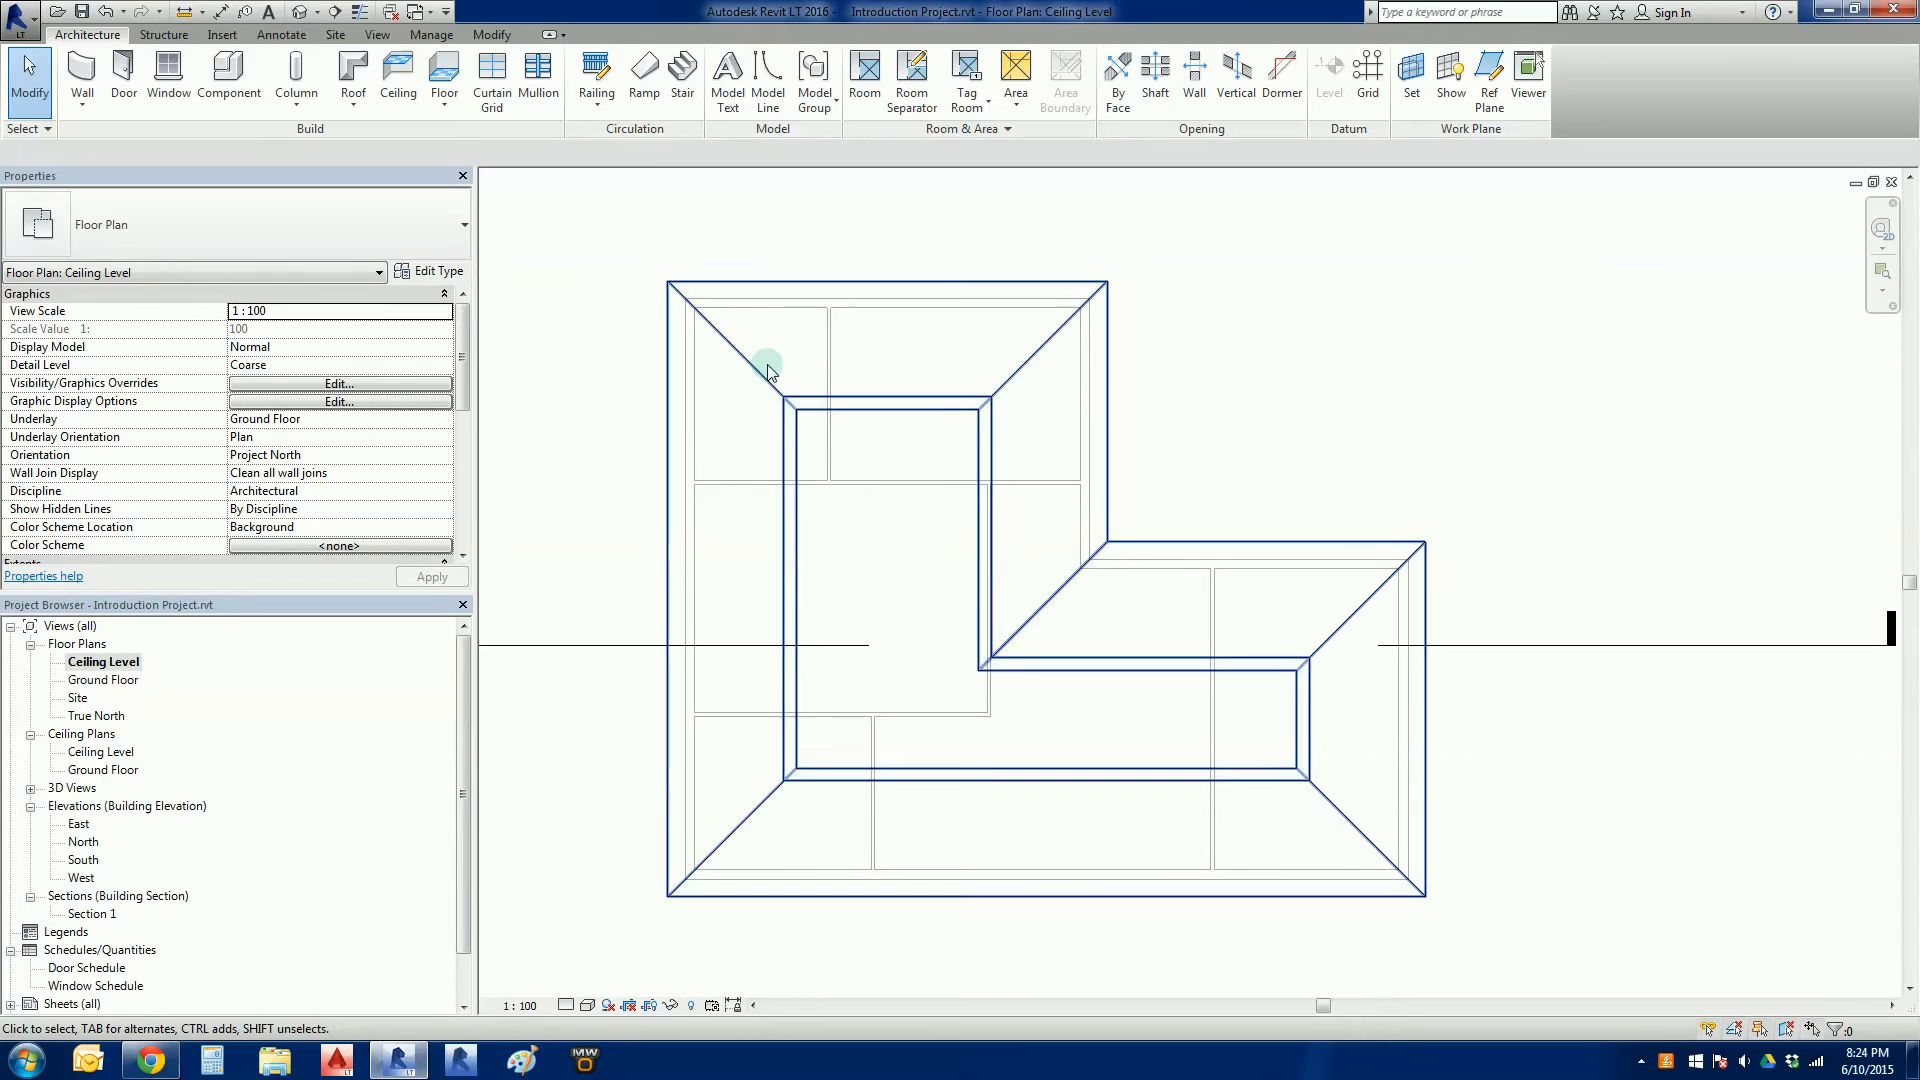 Autodesk Revit LT 2016 - Introduction Project.rvt - Floor Plan: Ceiling Level
Type a keyword or phrase
Sign In
LT
Architecture Structure Insert Annotate Site View Manage Modify
Modify Wall Door Window Component Column Roof Ceiling Floor Curtain Grid Mullion Railing Ramp Stair Model Text Model Line Model Group Room Room Separator Tag Room Area Area Boundary By Face Shaft Wall Vertical Dormer Level Grid Set Show Ref Plane Viewer
Select Build Circulation Model Room & Area Opening Datum Work Plane
Properties
Floor Plan
Floor Plan: Ceiling Level
Edit Type
Graphics
View Scale 1 : 100
Scale Value 1: 100
Display Model Normal
Detail Level Coarse
Visibility/Graphics Overrides Edit...
Graphic Display Options Edit...
Underlay Ground Floor
Underlay Orientation Plan
Orientation Project North
Wall Join Display Clean all wall joins
Discipline Architectural
Show Hidden Lines By Discipline
Color Scheme Location Background
Color Scheme <none>
Extents
Properties help
Apply
Project Browser - Introduction Project.rvt
Views (all)
Floor Plans
Ceiling Level
Ground Floor
Site
True North
Ceiling Plans
Ceiling Level
Ground Floor
3D Views
Elevations (Building Elevation)
East
North
South
West
Sections (Building Section)
Section 1
Legends
Schedules/Quantities
Door Schedule
Window Schedule
Sheets (all)
2D
1 : 100
Click to select, TAB for alternates, CTRL adds, SHIFT unselects.
:0
LT
LT
MW
8:24 PM
6/10/2015